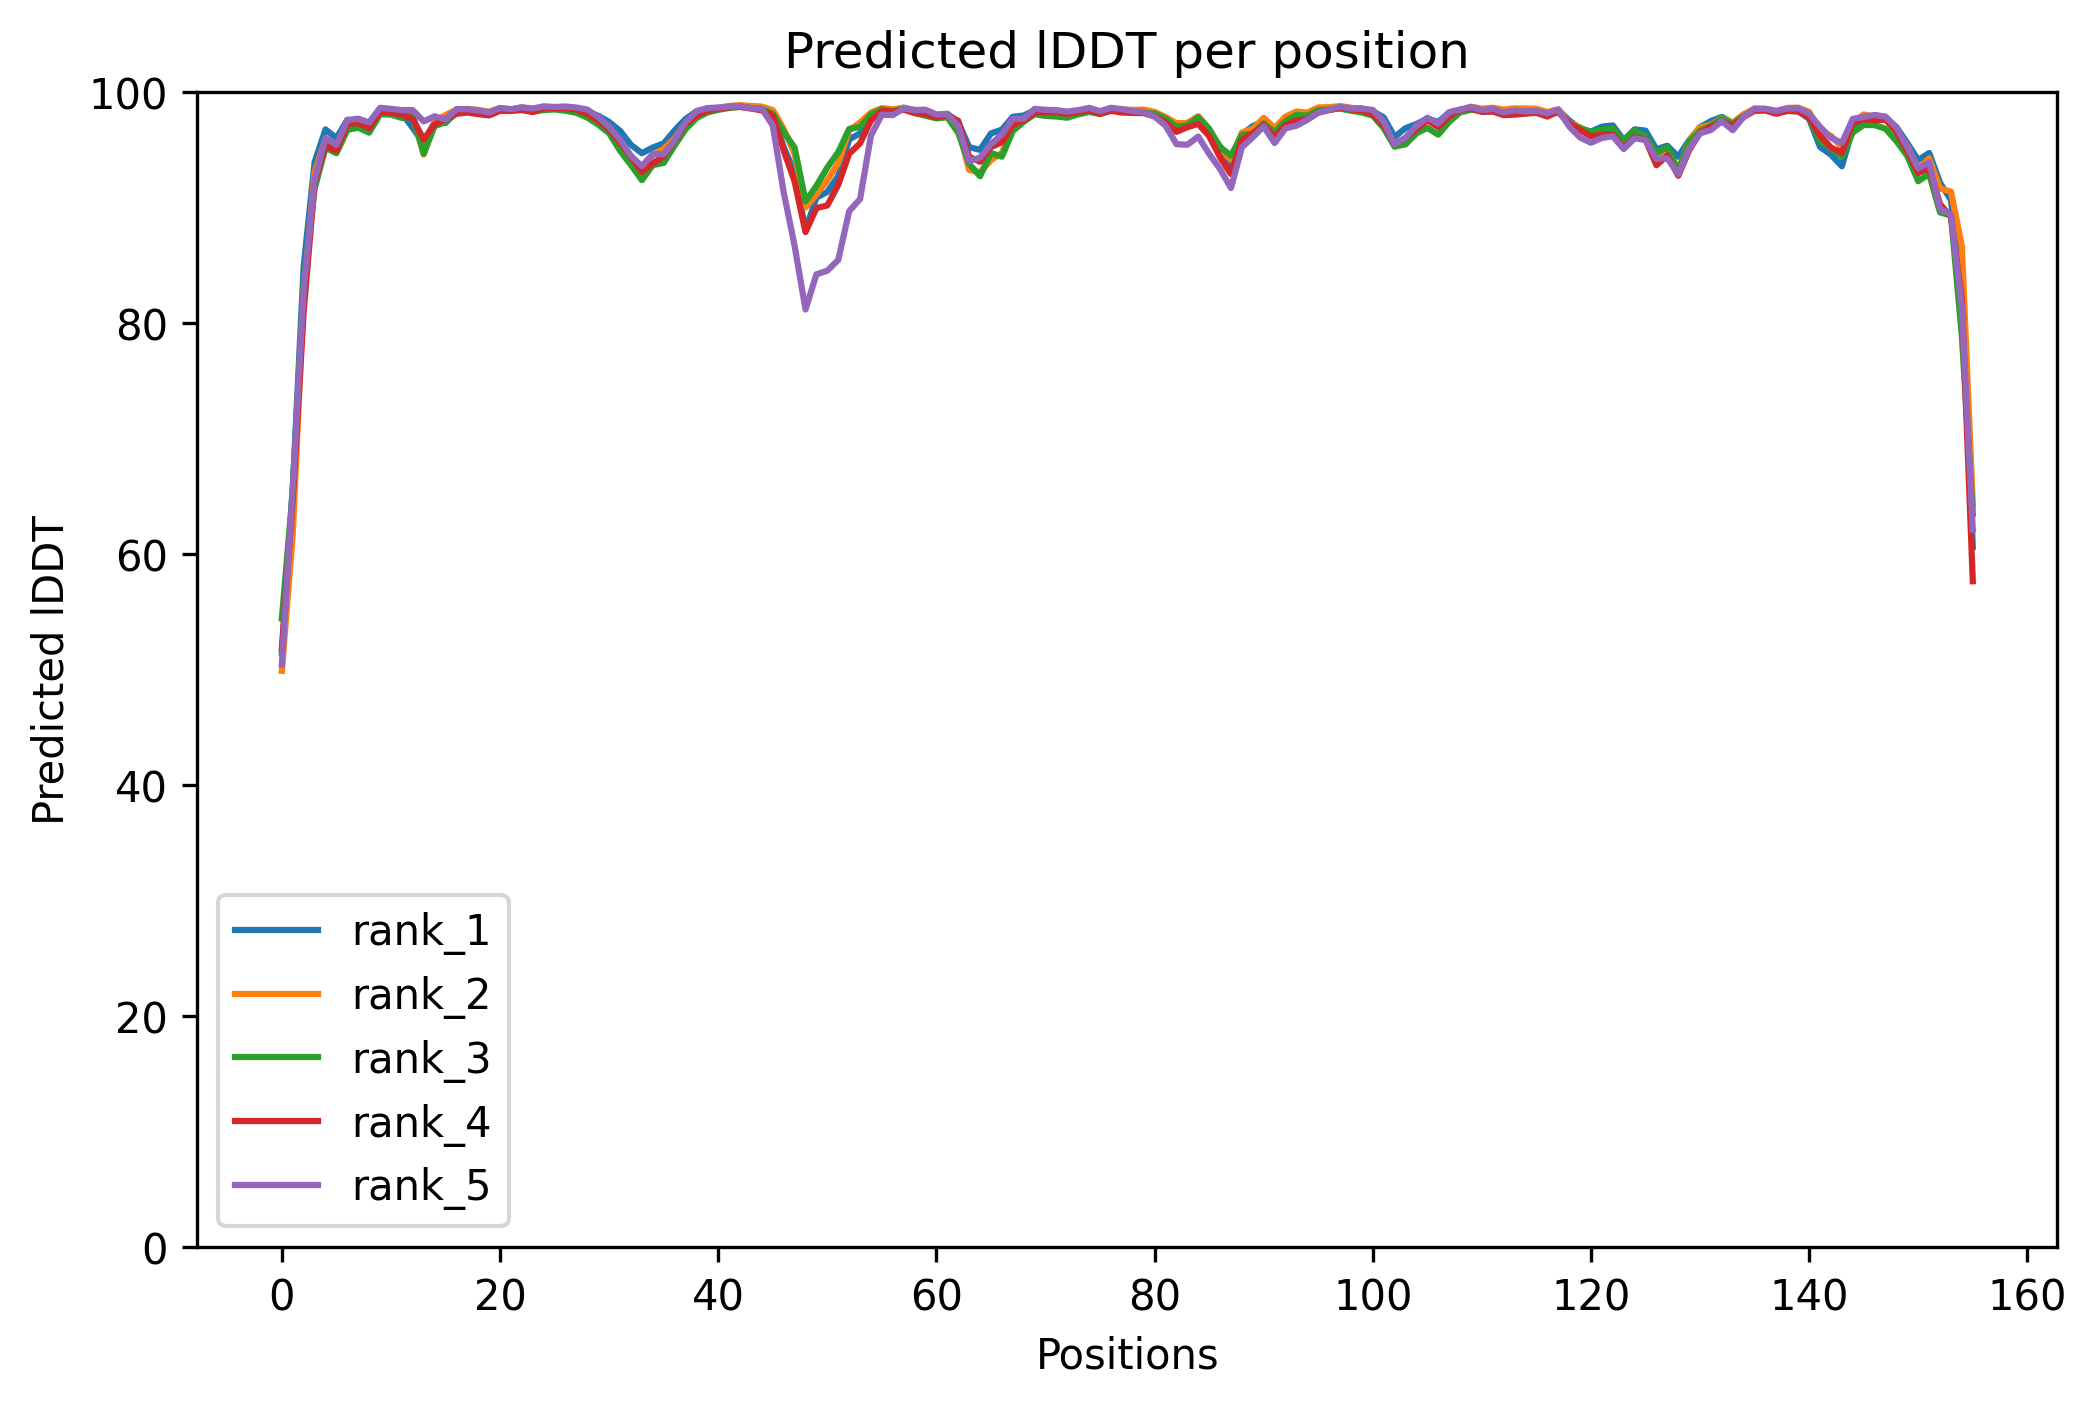 Predicted lDDT per position
100
80
60
40
20
0
Predicted lDDT
rank_1
rank_2
rank_3
rank_4
rank_5
0 20 40 60 80 100 120 140 160
Positions